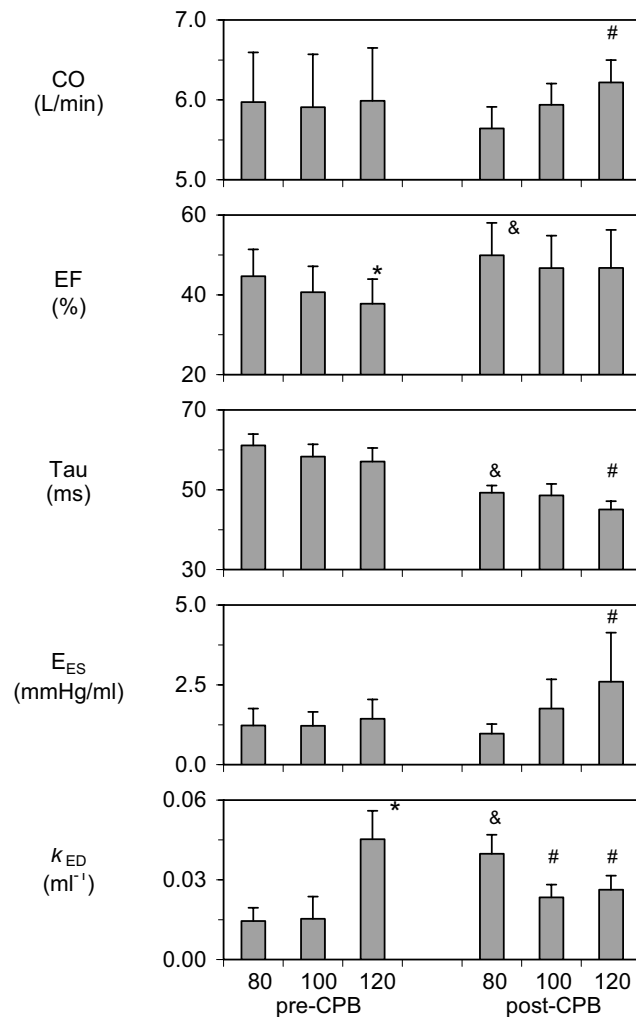 7.0
#
CO
(L/min)
6.0
5.0
60
&
EF
(%)
*
40
20
70
Tau
(ms)
&
#
50
30
5.0
#
E_ES
(mmHg/ml)
2.5
0.0
0.06
*
&
k_ED
(ml⁻¹)
#
#
0.03
0.00
80 100 120 80 100 120
pre-CPB post-CPB